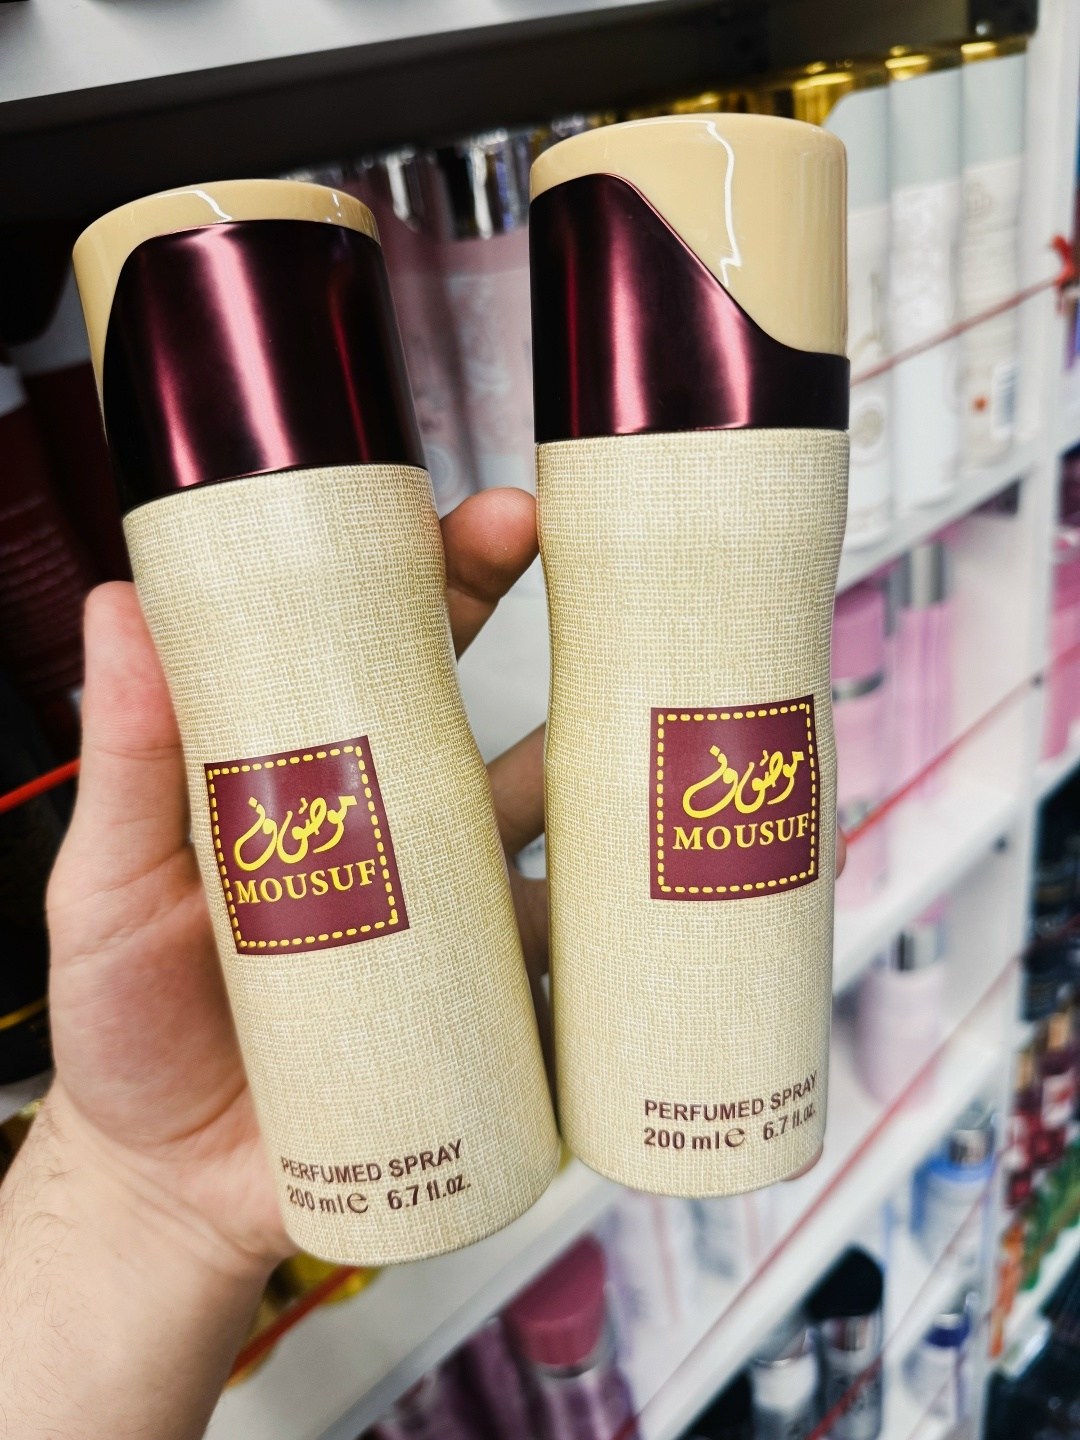 موصوف
MOUSUF
PERFUMED SPRAY
200 ml℮ 6.7 fl.oz.
موصوف
MOUSUF
PERFUMED SPRAY
200 ml℮ 6.7 fl.oz.